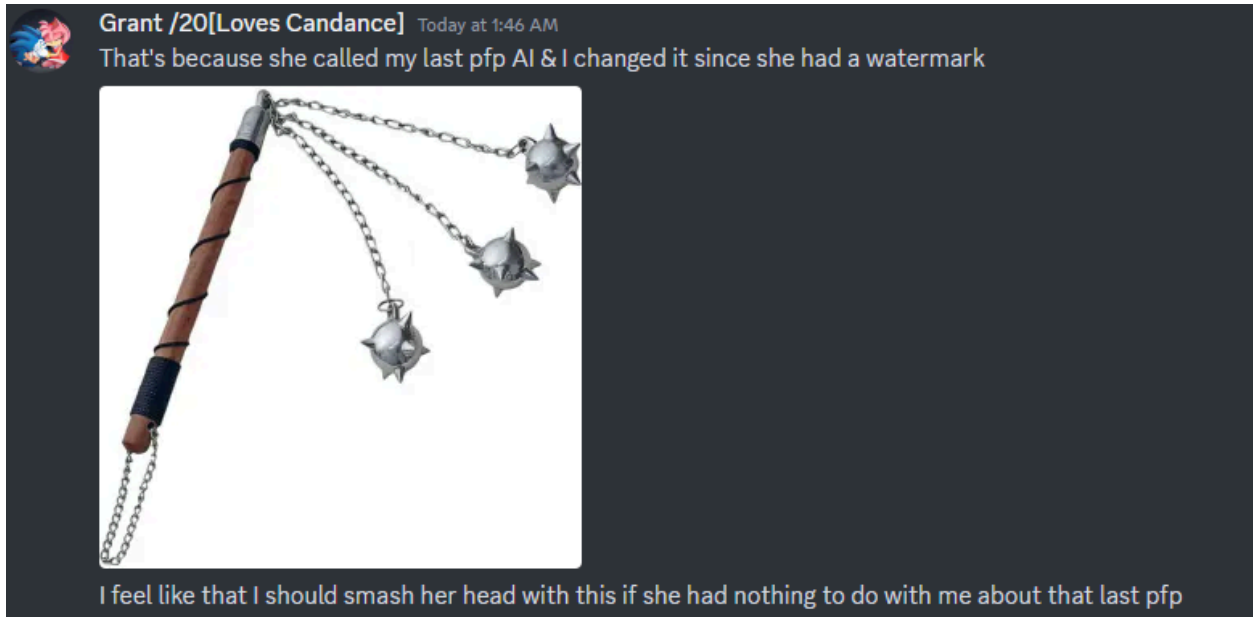 Grant /20[Loves Candance] Today at 1:46 AM
That's because she called my last pfp AI & I changed it since she had a watermark
I feel like that I should smash her head with this if she had nothing to do with me about that last pfp